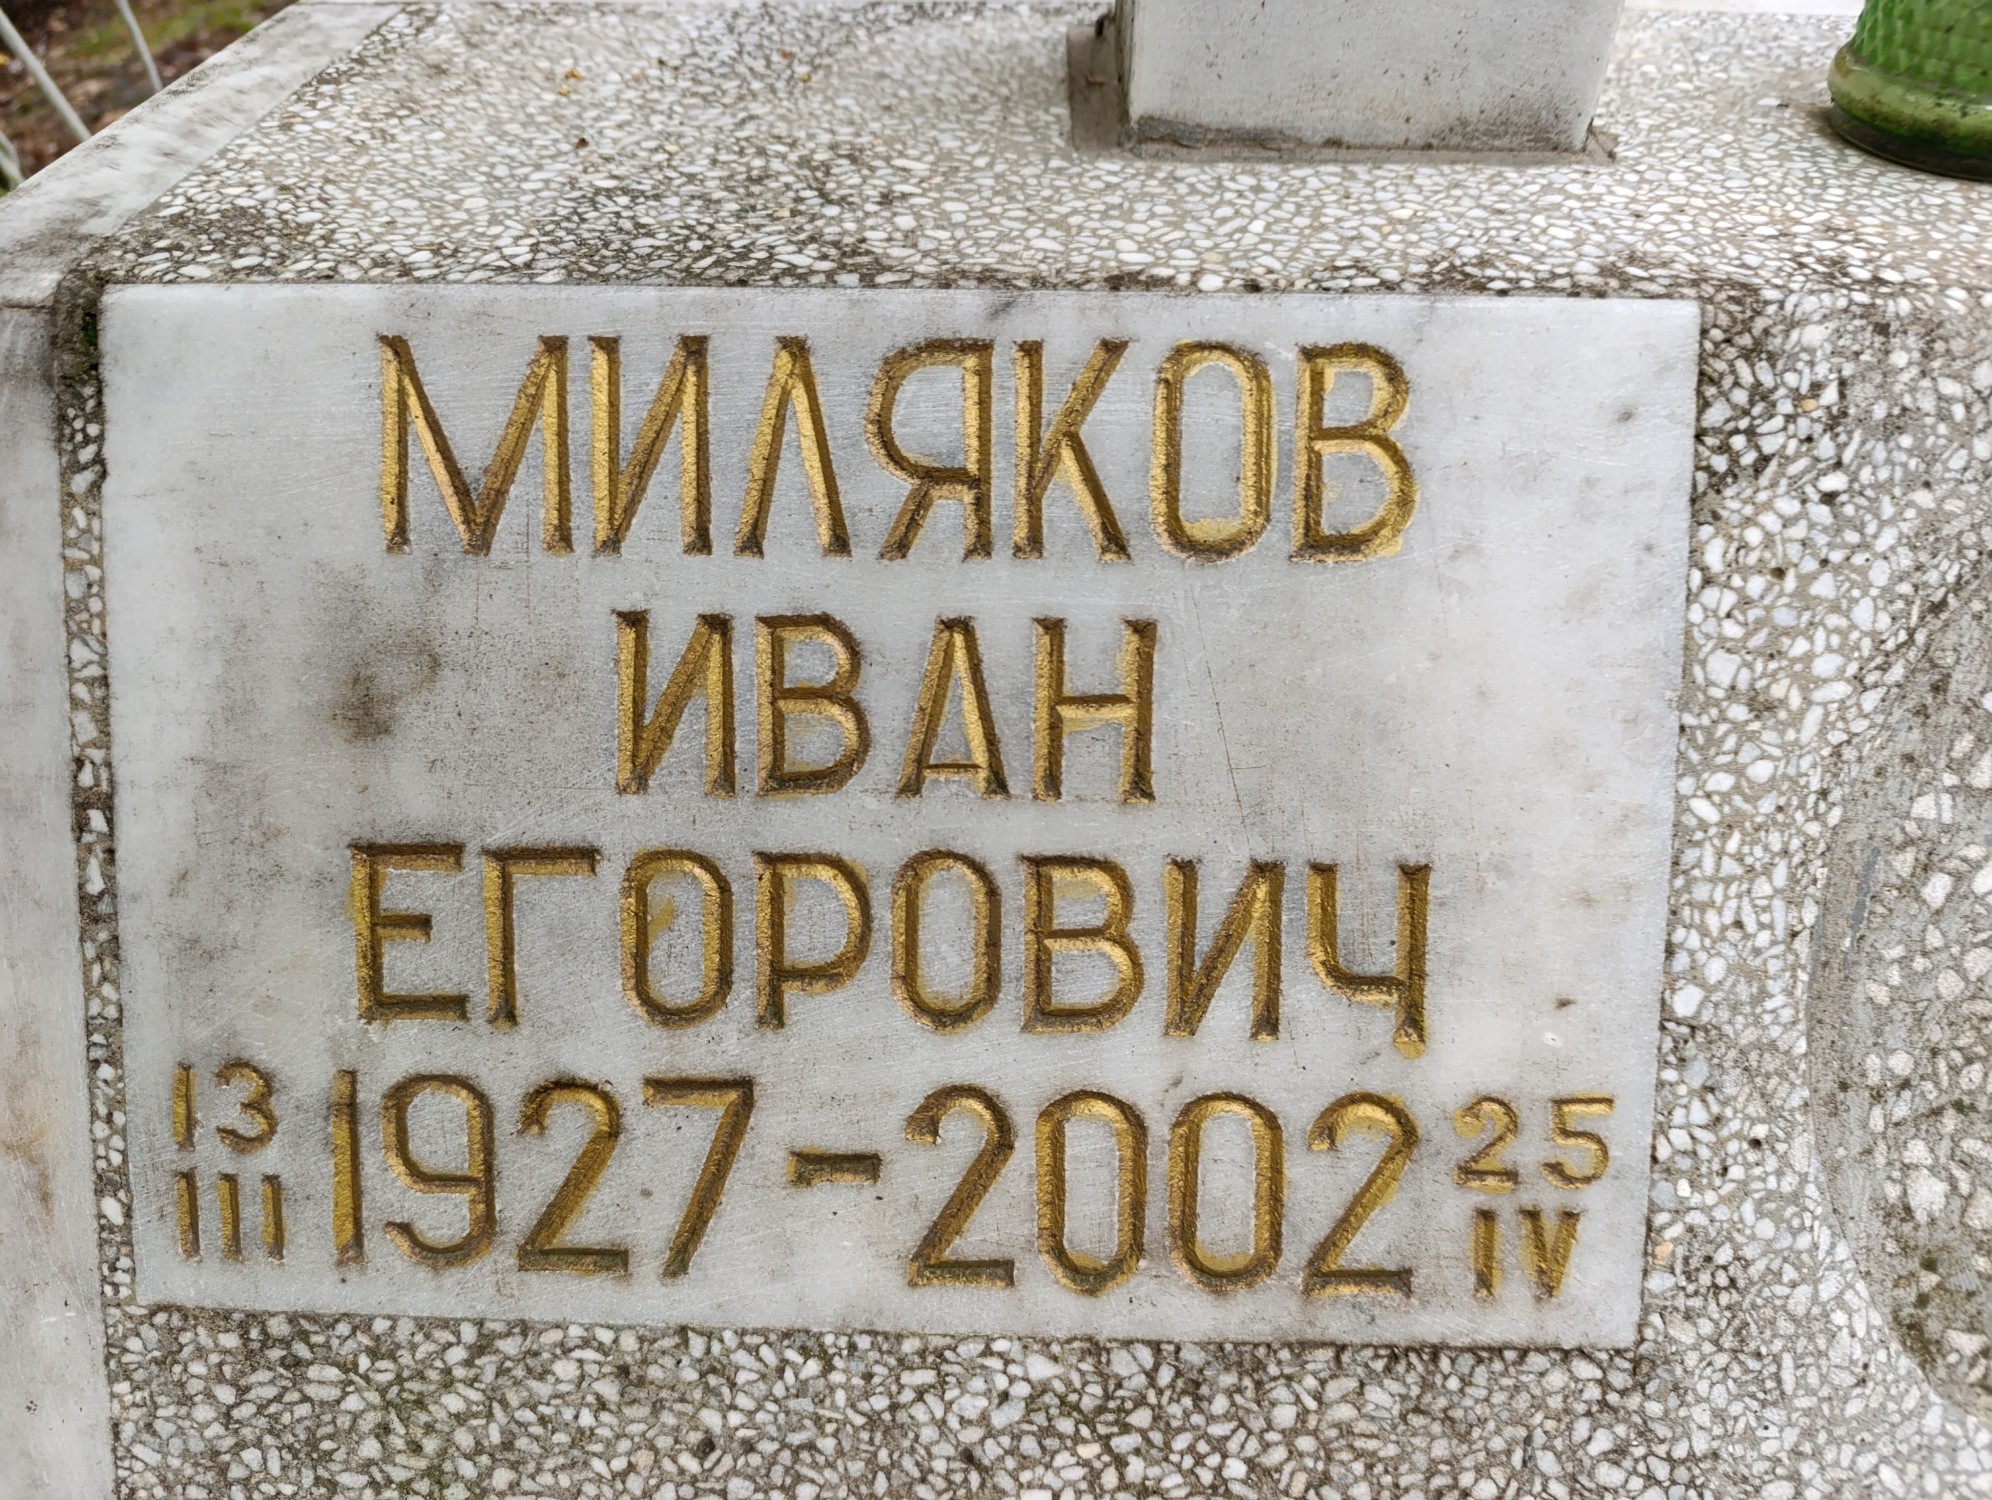 МИЛЯКОВ
ИВАН
ЕГОРОВИЧ
13 III 1927-2002 25 IV